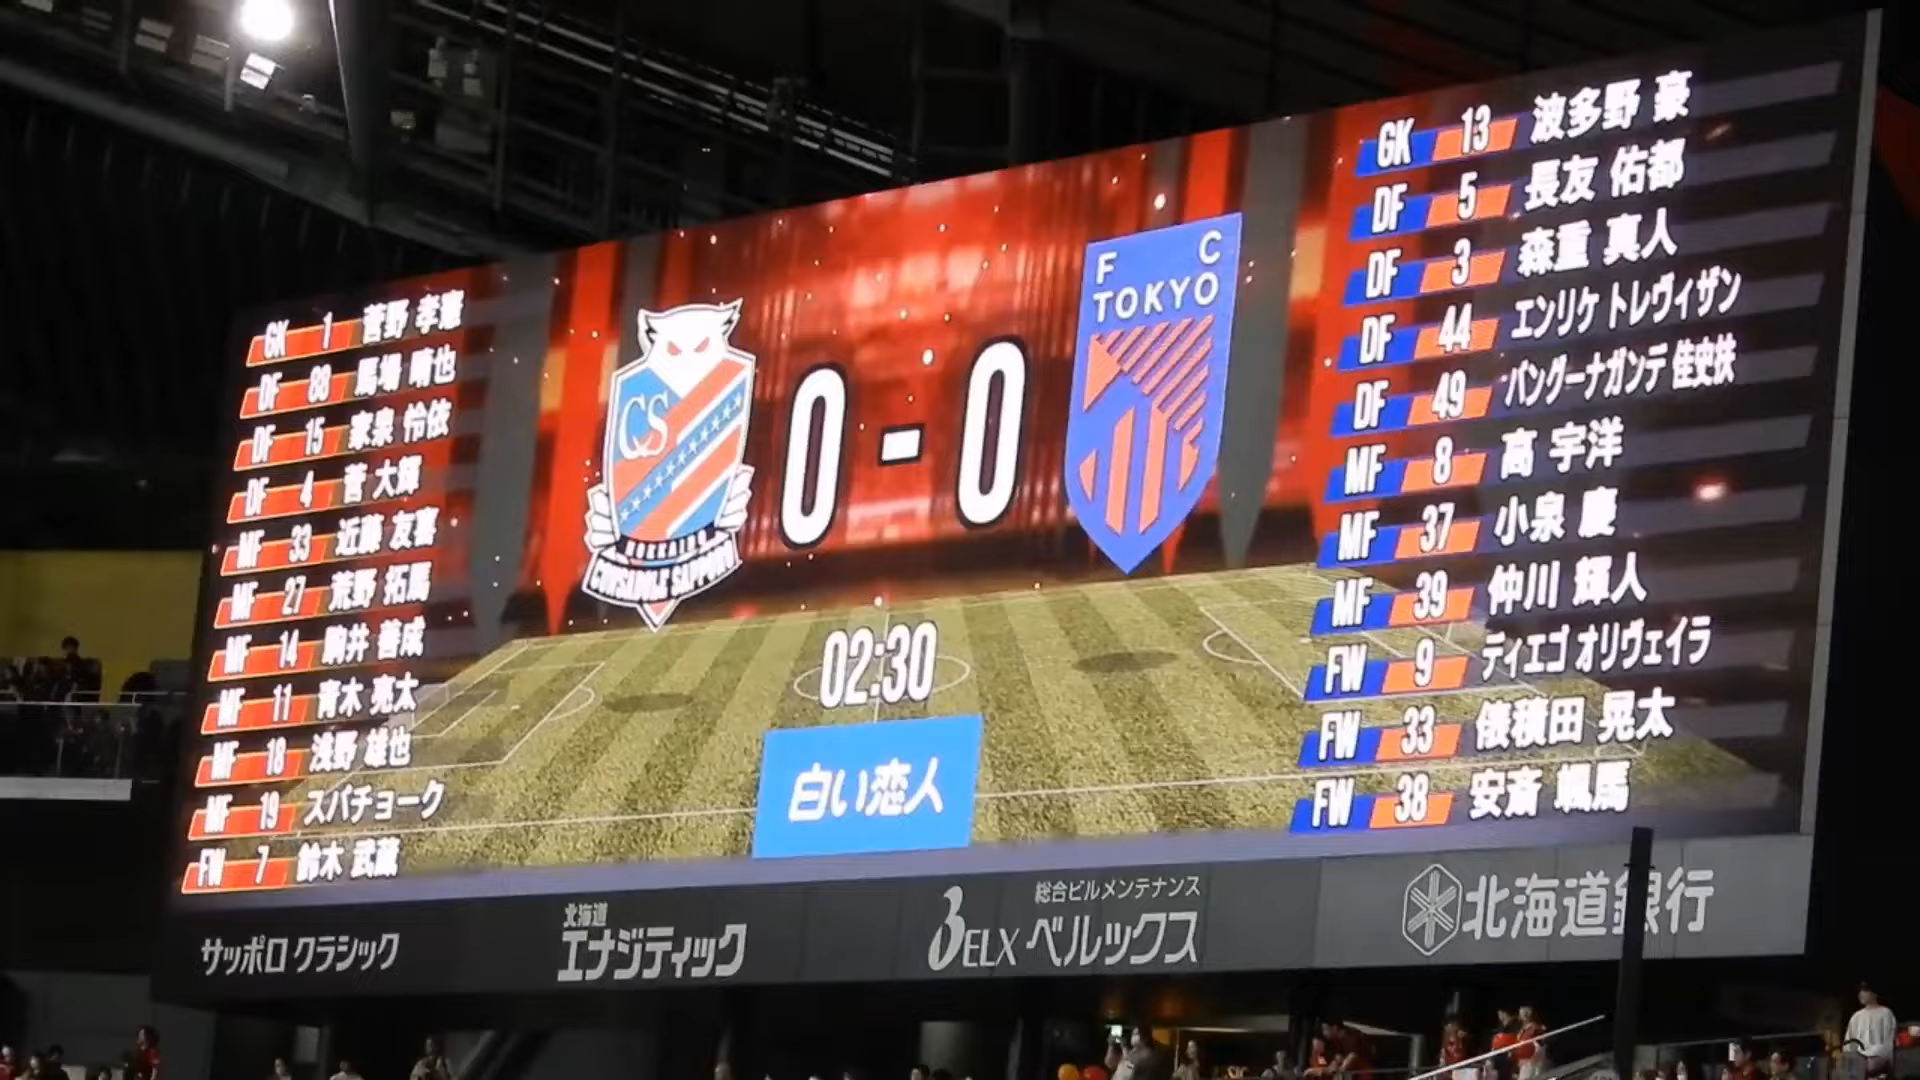 GK 1 菅野 孝憲
DF 88 馬場 晴也
DF 15 家泉 怜依
DF 4 菅 大輝
MF 33 近藤 友喜
MF 27 荒野 拓馬
MF 14 駒井 善成
MF 11 青木 亮太
MF 18 浅野 雄也
MF 19 スパチョーク
FW 7 鈴木 武蔵
CS
HOKKAIDO
CONSADOLE SAPPORO
0 - 0
F C
TOKYO
02:30
白い恋人
GK 13 波多野 豪
DF 5 長友 佑都
DF 3 森重 真人
DF 44 エンリケ トレヴィザン
DF 49 バングーナガンデ 佳史扶
MF 8 高 宇洋
MF 37 小泉 慶
MF 39 仲川 輝人
FW 9 ディエゴ オリヴェイラ
FW 33 俵積田 晃太
FW 38 安斎 颯馬
サッポロ クラシック
北海道
エナジティック
総合ビルメンテナンス
BELX ベルックス
北海道銀行